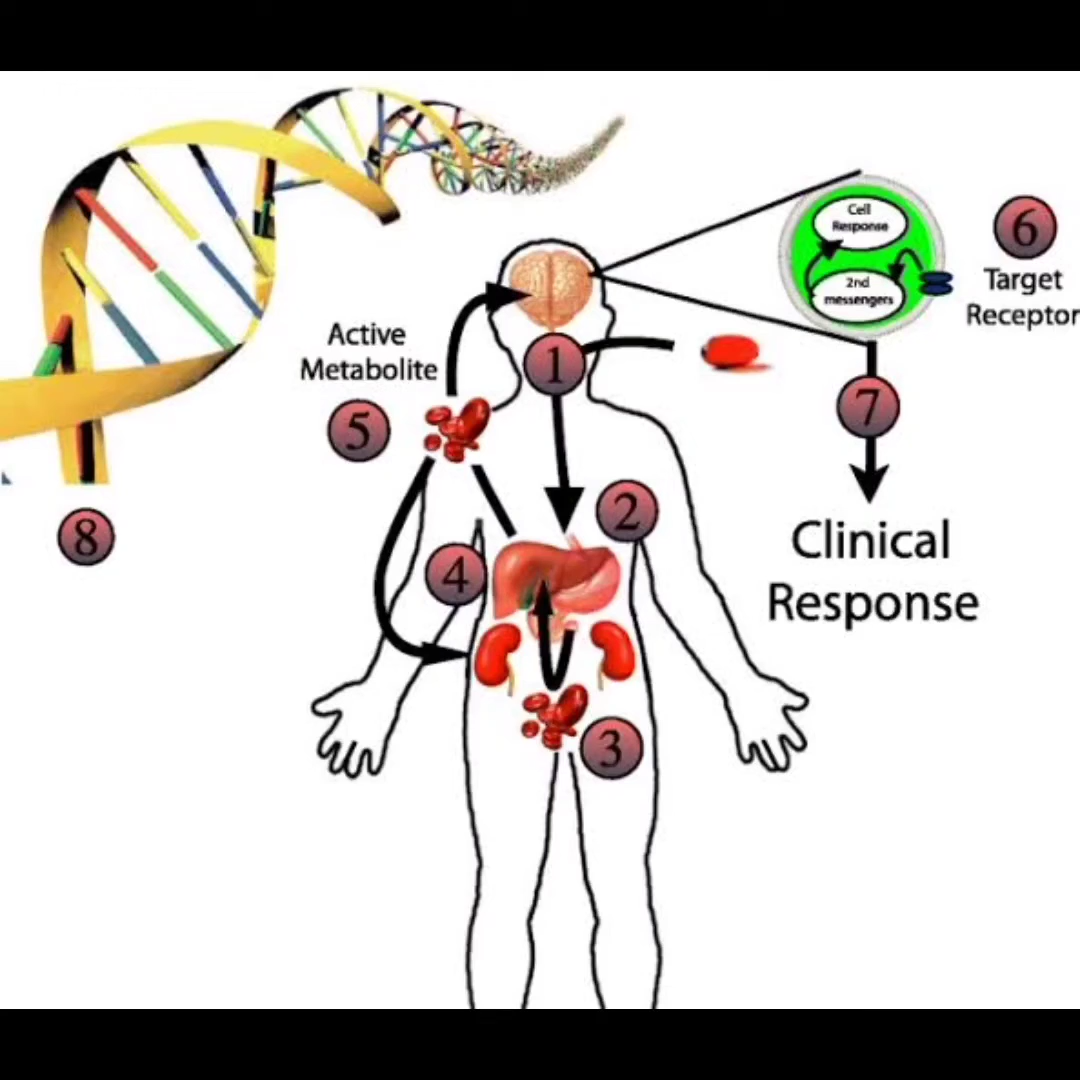 Cell
Response
2nd
messengers
6
Target
Receptor
Active
Metabolite
1
5
7
2
Clinical
Response
8
4
3